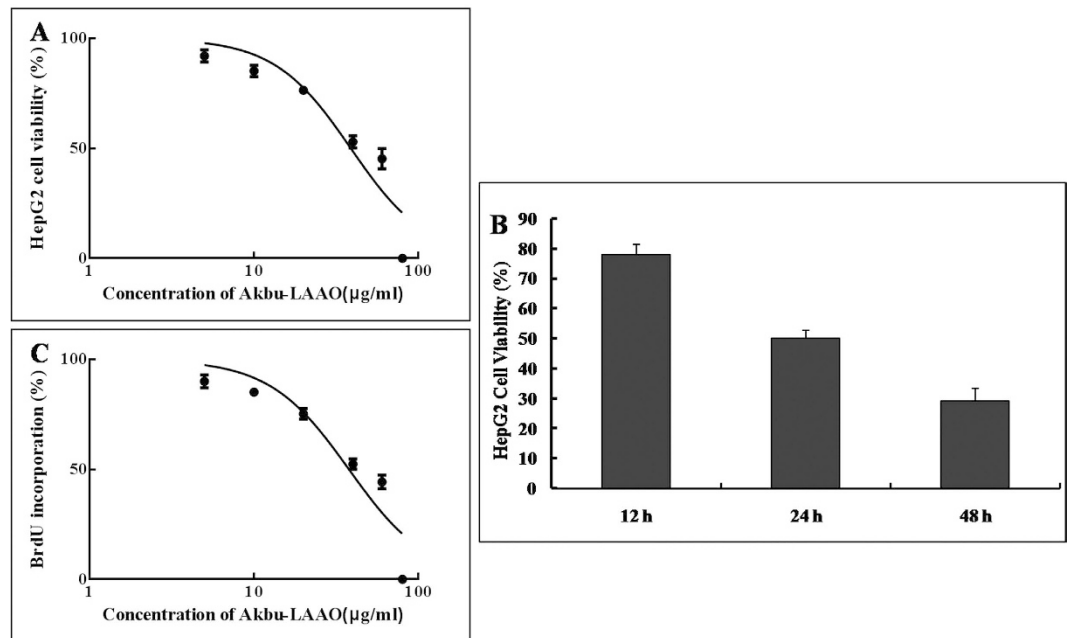 A
100
50
0
HepG2 cell viability (%)
1
10
100
Concentration of Akbu-LAAO(μg/ml)
B
90
80
70
60
50
40
30
20
10
0
HepG2 Cell Viability (%)
12 h
24 h
48 h
C
100
50
0
BrdU incorporation (%)
1
10
100
Concentration of Akbu-LAAO(μg/ml)